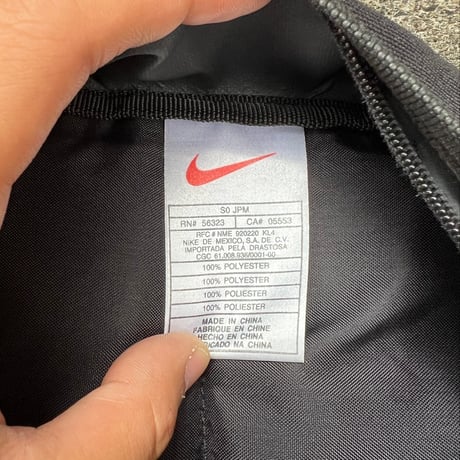 S0 JPM
RN# 56323 CA# 05553
RFC # NME 920220 KL4
NIKE DE MEXICO, S.A. DE C.V.
IMPORTADA PELA DRASTOSA
CGC 61.008.936/0001-00
100% POLYESTER
100% POLYESTER
100% POLIESTER
100% POLIESTER
MADE IN CHINA
FABRIQUE EN CHINE
HECHO EN CHINA
RICADO NA CHINA